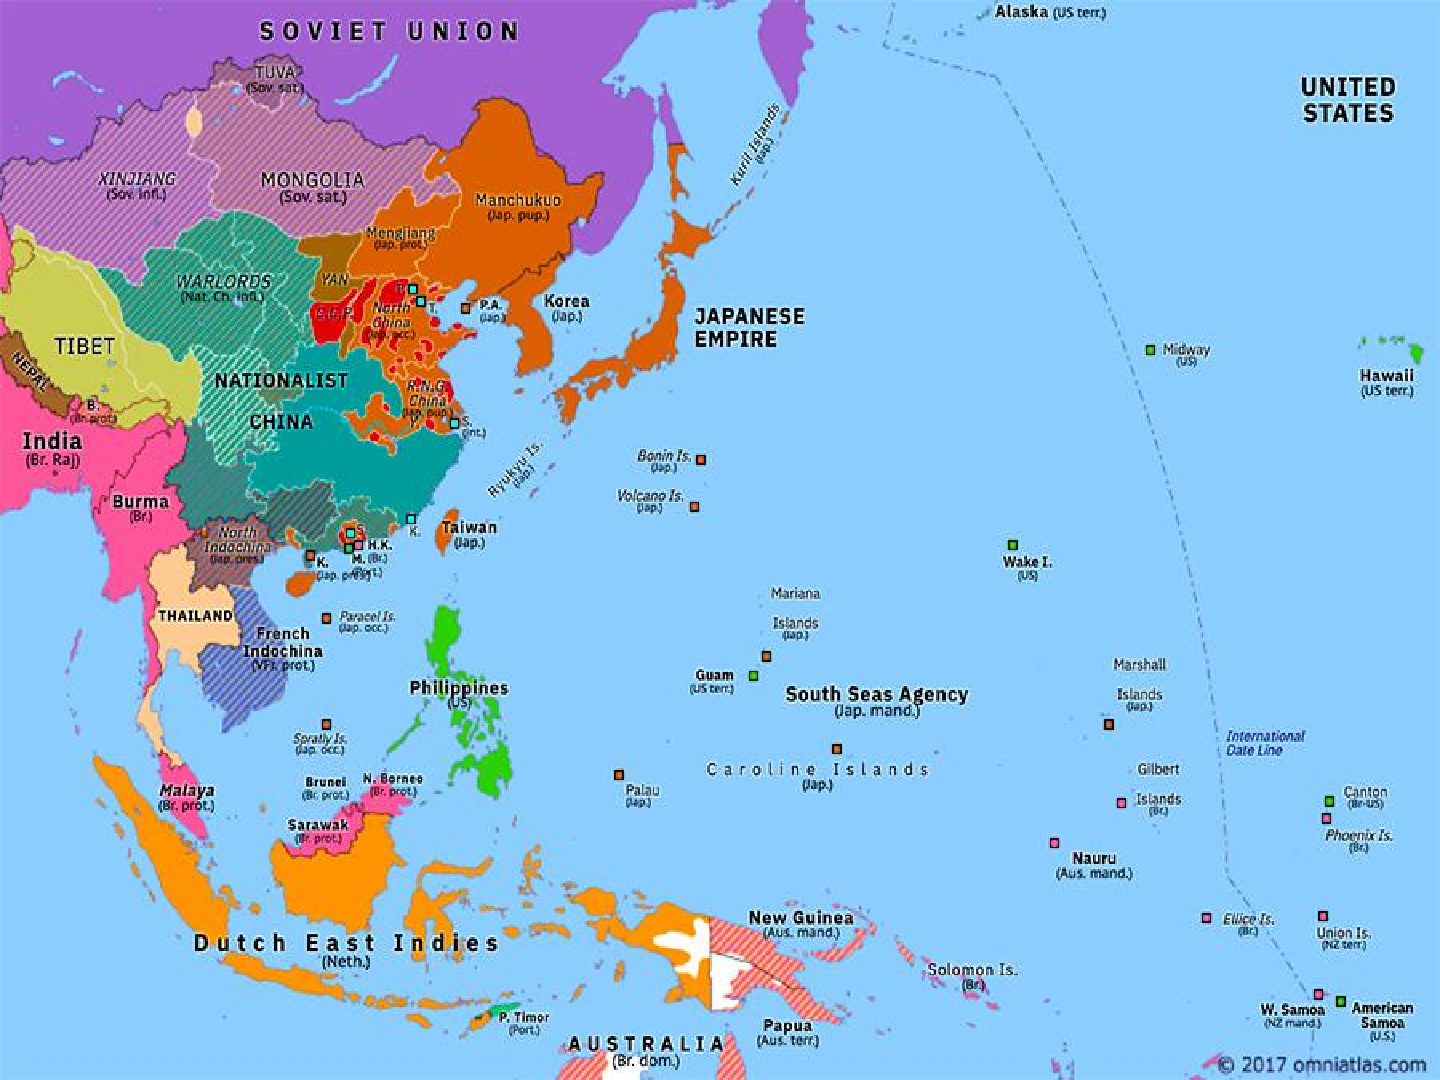 SOVIET UNION
Alaska (US terr.)
UNITED
STATES
TUVA
(Sov. sat.)
Kuril Islands
(Jap.)
XINJIANG
(Sov. infl.)
MONGOLIA
(Sov. sat.)
Manchukuo
(Jap. pup.)
Mengjiang
(Jap. prot.)
WARLORDS
(Nat. Ch. infl.)
YAN
C.C.P.
North
China
(Jap. occ.)
T.
P.A.
(Jap.)
Korea
(Jap.)
JAPANESE
EMPIRE
TIBET
NEPAL
B.
(Br. prot.)
NATIONALIST
CHINA
R.N.G.
China
(Jap. pup.)
Y.
S.
(Int.)
Midway
(US)
Hawaii
(US terr.)
India
(Br. Raj)
Burma
(Br.)
Ryukyu Is.
(Jap.)
Bonin Is.
(Jap.)
Volcano Is.
(Jap.)
North
Indochina
(Jap. pres.)
S.
H.K.
(Br.)
M.
(Port.)
K.
(Jap. pres.)
K.
Taiwan
(Jap.)
Wake I.
(US)
THAILAND
Paracel Is.
(Jap. occ.)
French
Indochina
(VFr. prot.)
Mariana
Islands
(Jap.)
Guam
(US terr.)
Philippines
(US)
South Seas Agency
(Jap. mand.)
Marshall
Islands
(Jap.)
Spratly Is.
(Jap. occ.)
International
Date Line
Caroline Islands
(Jap.)
Palau
(Jap.)
Gilbert
Islands
(Br.)
Canton
(Br-US)
Phoenix Is.
(Br.)
Malaya
(Br. prot.)
Brunei
(Br. prot.)
N. Borneo
(Br. prot.)
Sarawak
(Br. prot.)
Nauru
(Aus. mand.)
Dutch East Indies
(Neth.)
New Guinea
(Aus. mand.)
Ellice Is.
(Br.)
Union Is.
(NZ terr.)
Solomon Is.
(Br.)
P. Timor
(Port.)
Papua
(Aus. terr.)
W. Samoa
(NZ mand.)
American
Samoa
(U.S.)
AUSTRALIA
(Br. dom.)
© 2017 omniatlas.com